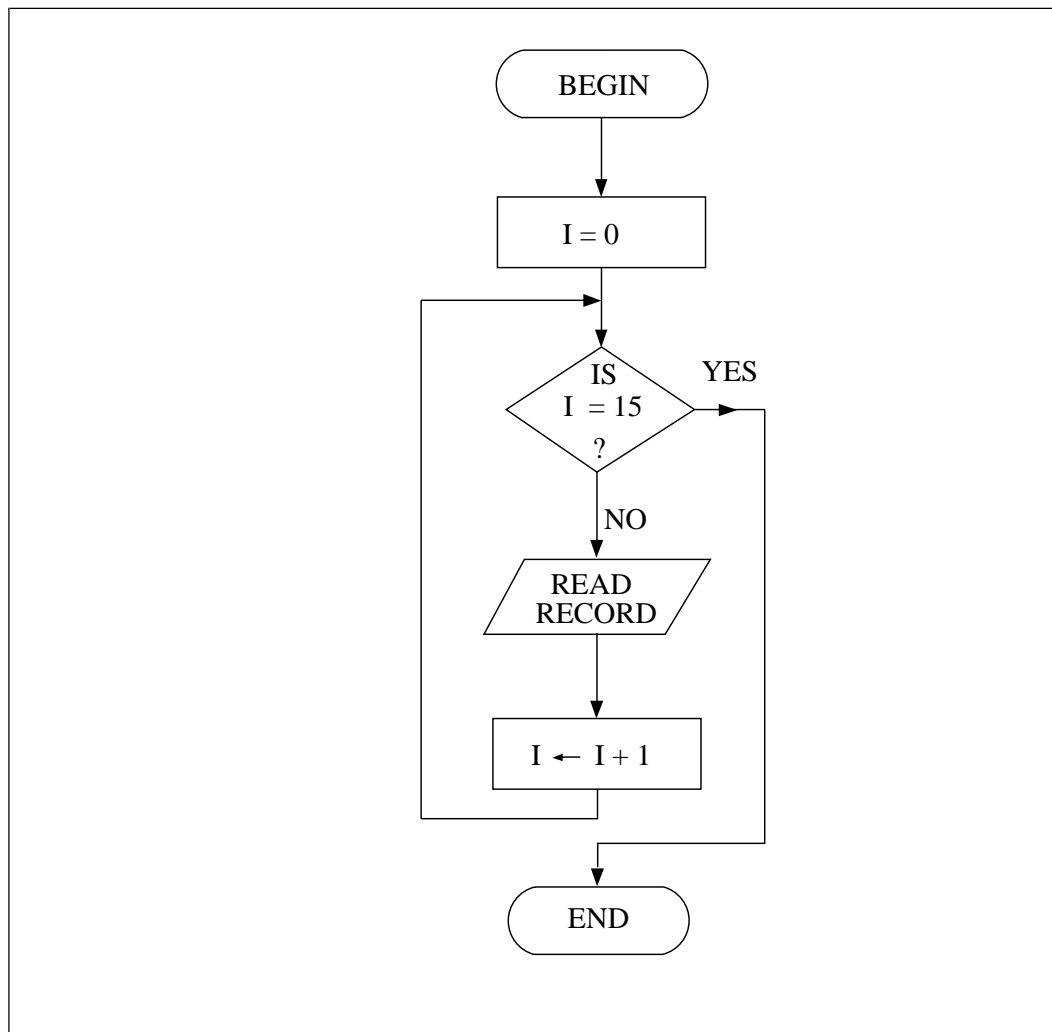 BEGIN
I = 0
IS
I = 15
?
YES
NO
READ
RECORD
I ← I + 1
END